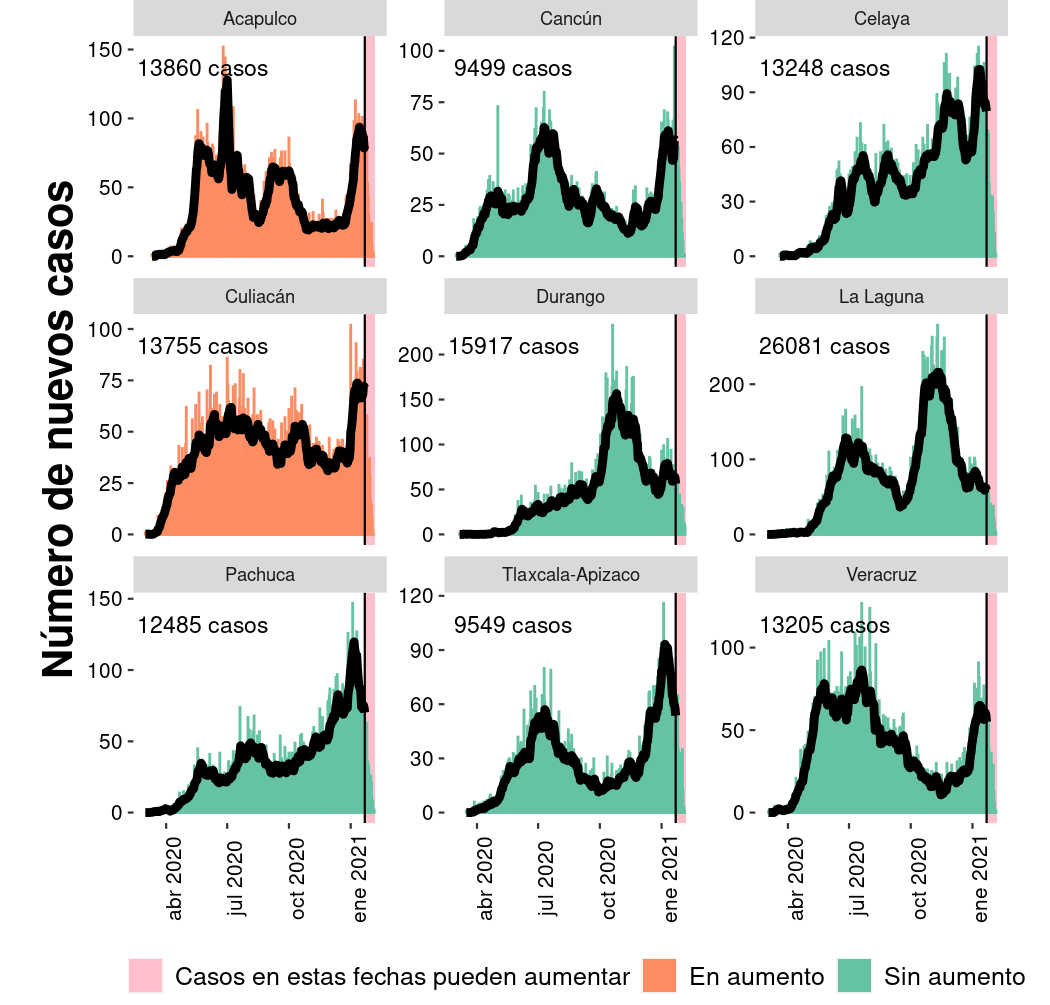 Número de nuevos casos
Acapulco
Cancún
Celaya
150
100
50
0
13860 casos
100
75
50
25
0
9499 casos
120
90
60
30
0
13248 casos
Culiacán
Durango
La Laguna
100
75
50
25
0
13755 casos
200
150
100
50
0
15917 casos
200
100
0
26081 casos
Pachuca
Tlaxcala-Apizaco
Veracruz
150
100
50
0
12485 casos
120
90
60
30
0
9549 casos
100
50
0
13205 casos
abr 2020
jul 2020
oct 2020
ene 2021
abr 2020
jul 2020
oct 2020
ene 2021
abr 2020
jul 2020
oct 2020
ene 2021
Casos en estas fechas pueden aumentar
En aumento
Sin aumento